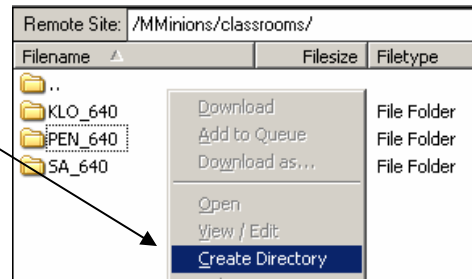 Remote Site: /MMinions/classrooms/
Filename Filesize Filetype
..
KLO_640 File Folder
PEN_640 File Folder
SA_640 File Folder
Download
Add to Queue
Download as...
Open
View / Edit
Create Directory